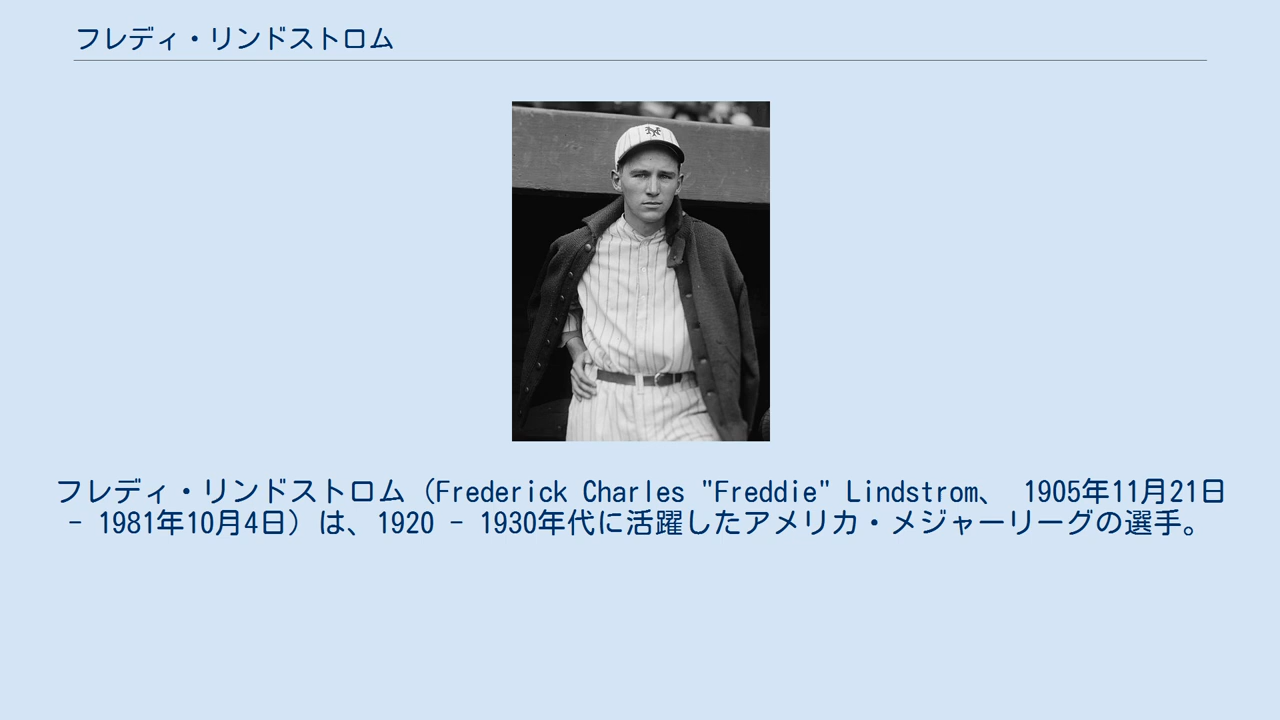 フレディ・リンドストロム
フレディ・リンドストロム（Frederick Charles "Freddie" Lindstrom、 1905年11月21日
- 1981年10月4日）は、1920 - 1930年代に活躍したアメリカ・メジャーリーグの選手。